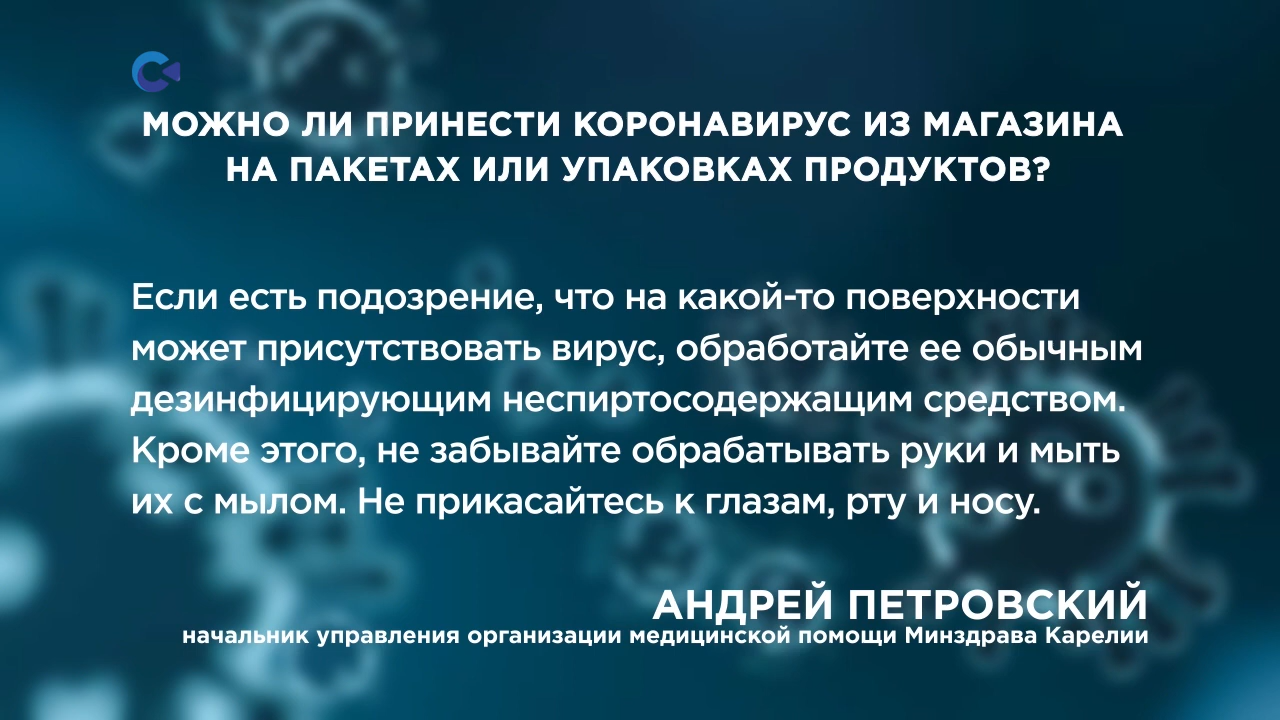 МОЖНО ЛИ ПРИНЕСТИ КОРОНАВИРУС ИЗ МАГАЗИНА
НА ПАКЕТАХ ИЛИ УПАКОВКАХ ПРОДУКТОВ?
Если есть подозрение, что на какой-то поверхности
может присутствовать вирус, обработайте ее обычным
дезинфицирующим неспиртосодержащим средством.
Кроме этого, не забывайте обрабатывать руки и мыть
их с мылом. Не прикасайтесь к глазам, рту и носу.
АНДРЕЙ ПЕТРОВСКИЙ
начальник управления организации медицинской помощи Минздрава Карелии